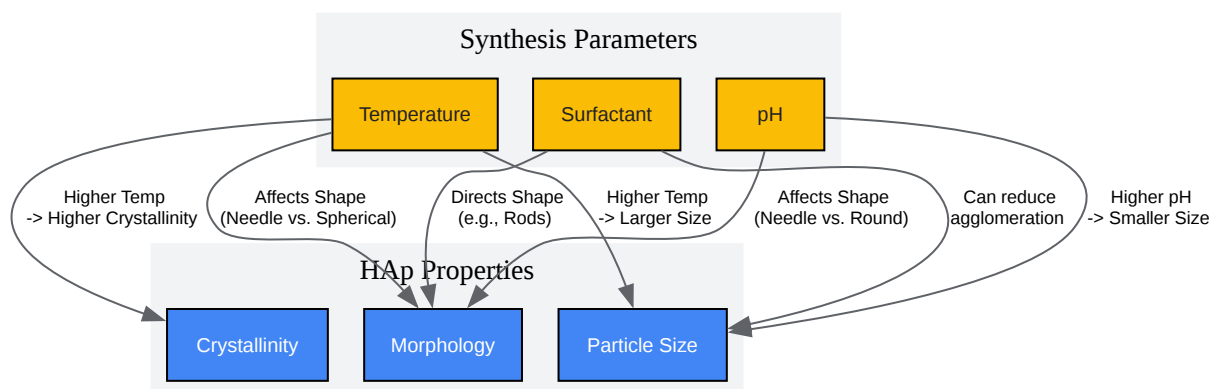 Synthesis Parameters
Temperature
Surfactant
pH
Higher Temp
-> Higher Crystallinity
Affects Shape
(Needle vs. Spherical)
Directs Shape
(e.g., Rods)
Higher Temp
-> Larger Size
Affects Shape
(Needle vs. Round)
Can reduce
agglomeration
Higher pH
-> Smaller Size
HAp Properties
Crystallinity
Morphology
Particle Size